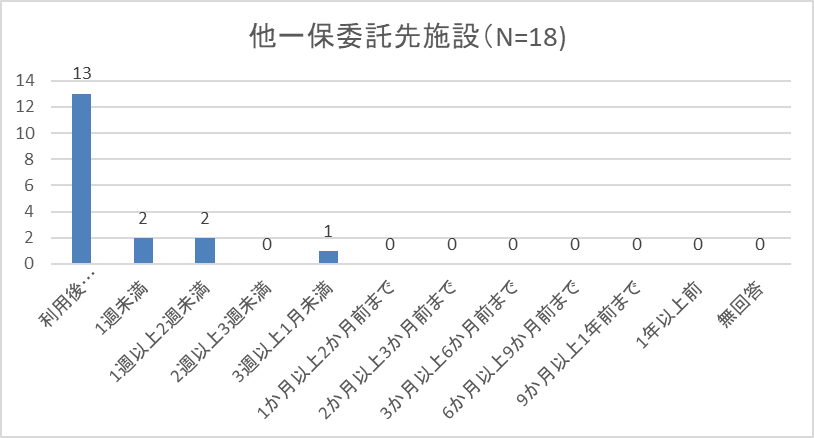 他一保委託先施設(N=18)
14
12
10
8
6
4
2
0
13
2
2
0
1
0
0
0
0
0
0
0
利用後…
1週未満
1週以上2週未満
2週以上3週未満
3週以上1月未満
1か月以上2か月前まで
2か月以上3か月前まで
3か月以上6か月前まで
6か月以上9か月前まで
9か月以上1年前まで
1年以上前
無回答